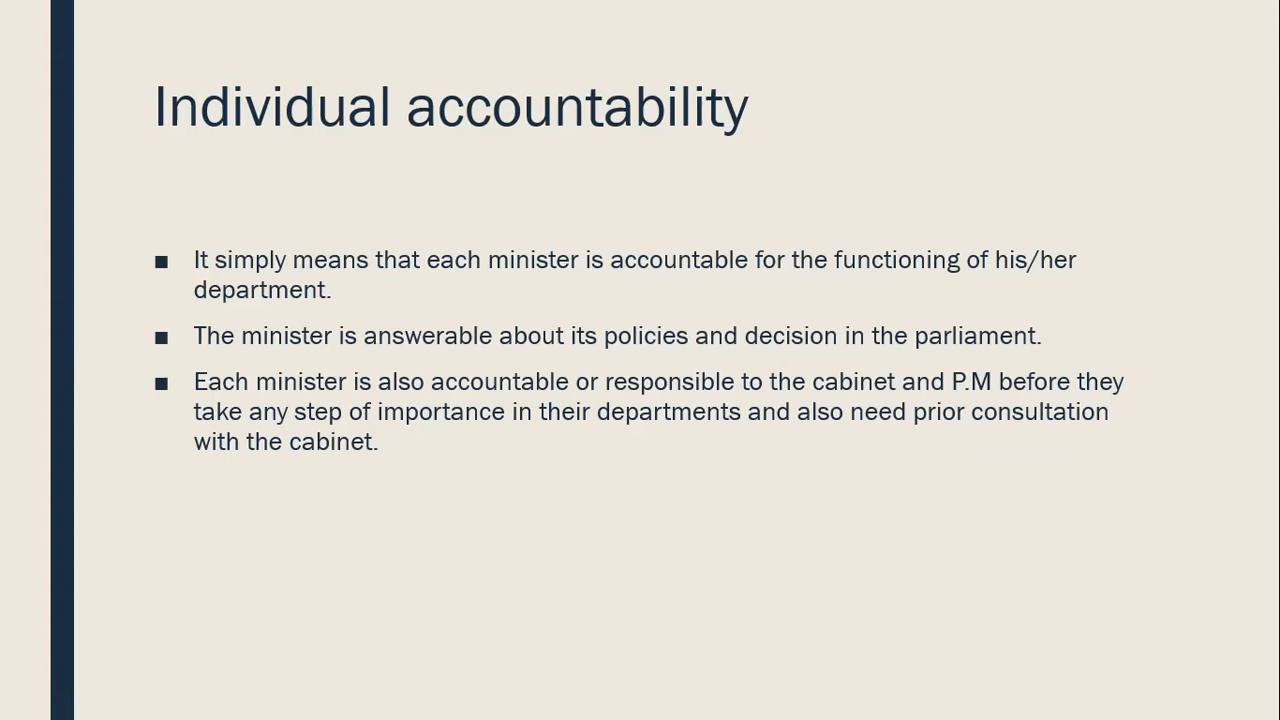 Individual accountability
■ It simply means that each minister is accountable for the functioning of his/her
department.
■ The minister is answerable about its policies and decision in the parliament.
■ Each minister is also accountable or responsible to the cabinet and P.M before they
take any step of importance in their departments and also need prior consultation
with the cabinet.